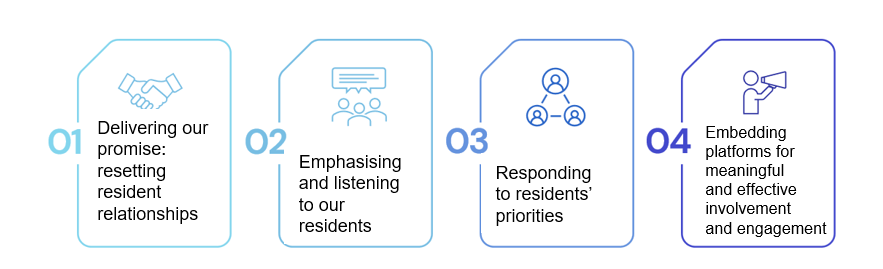 01
Delivering our
promise:
resetting
resident
relationships
02
Emphasising
and listening
to our
residents
03
Responding
to residents’
priorities
04
Embedding
platforms for
meaningful
and effective
involvement
and engagement